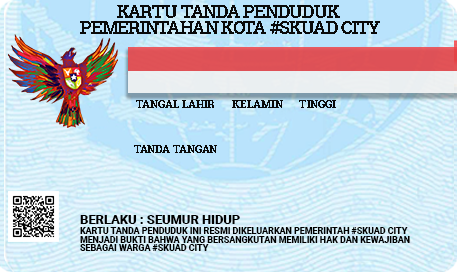 KARTU TANDA PENDUDUK
PEMERINTAHAN KOTA #SKUAD CITY
TANGAL LAHIR KELAMIN TINGGI
TANDA TANGAN
BERLAKU : SEUMUR HIDUP
KARTU TANDA PENDUDUK INI RESMI DIKELUARKAN PEMERINTAH #SKUAD CITY
MENJADI BUKTI BAHWA YANG BERSANGKUTAN MEMILIKI HAK DAN KEWAJIBAN
SEBAGAI WARGA #SKUAD CITY